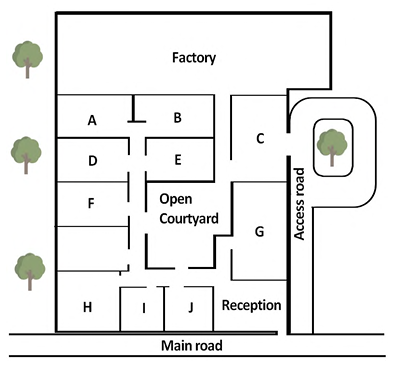 Factory
A
B
C
D
E
F
Open
Courtyard
G
Access road
H
I
J
Reception
Main road